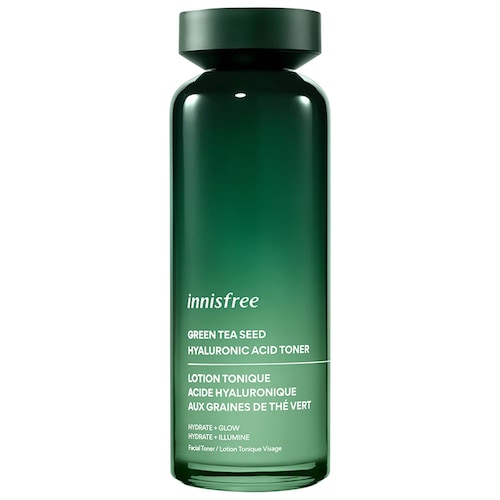 innisfree
GREEN TEA SEED
HYALURONIC ACID TONER
LOTION TONIQUE
ACIDE HYALURONIQUE
AUX GRAINES DE THÉ VERT
HYDRATE + GLOW
HYDRATE + ILLUMINE
Facial Toner / Lotion Tonique Visage